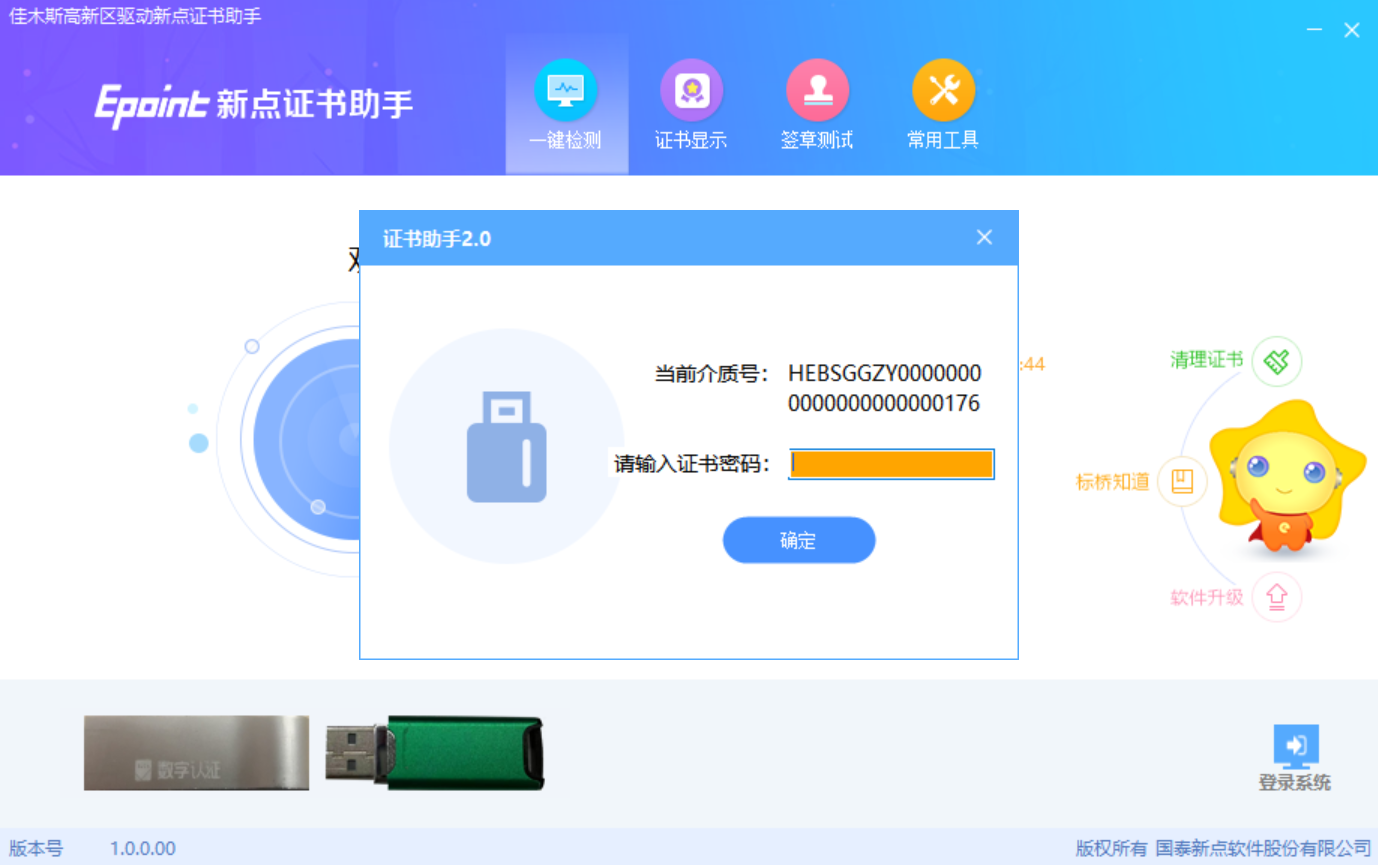 佳木斯高新区驱动新点证书助手
Epoint 新点证书助手
一键检测
证书显示
签章测试
常用工具
证书助手2.0
当前介质号： HEBSGGZY0000000
0000000000000176
:44
请输入证书密码：
确定
清理证书
标桥知道
软件升级
数字认证
登录系统
版本号 1.0.0.00
版权所有 国泰新点软件股份有限公司